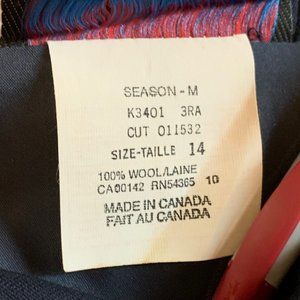 SEASON - M
K3401 3RA
CUT 011532
SIZE-TAILLE 14
100% WOOL/LAINE
CA00142 RN54365 10
MADE IN CANADA
FAIT AU CANADA